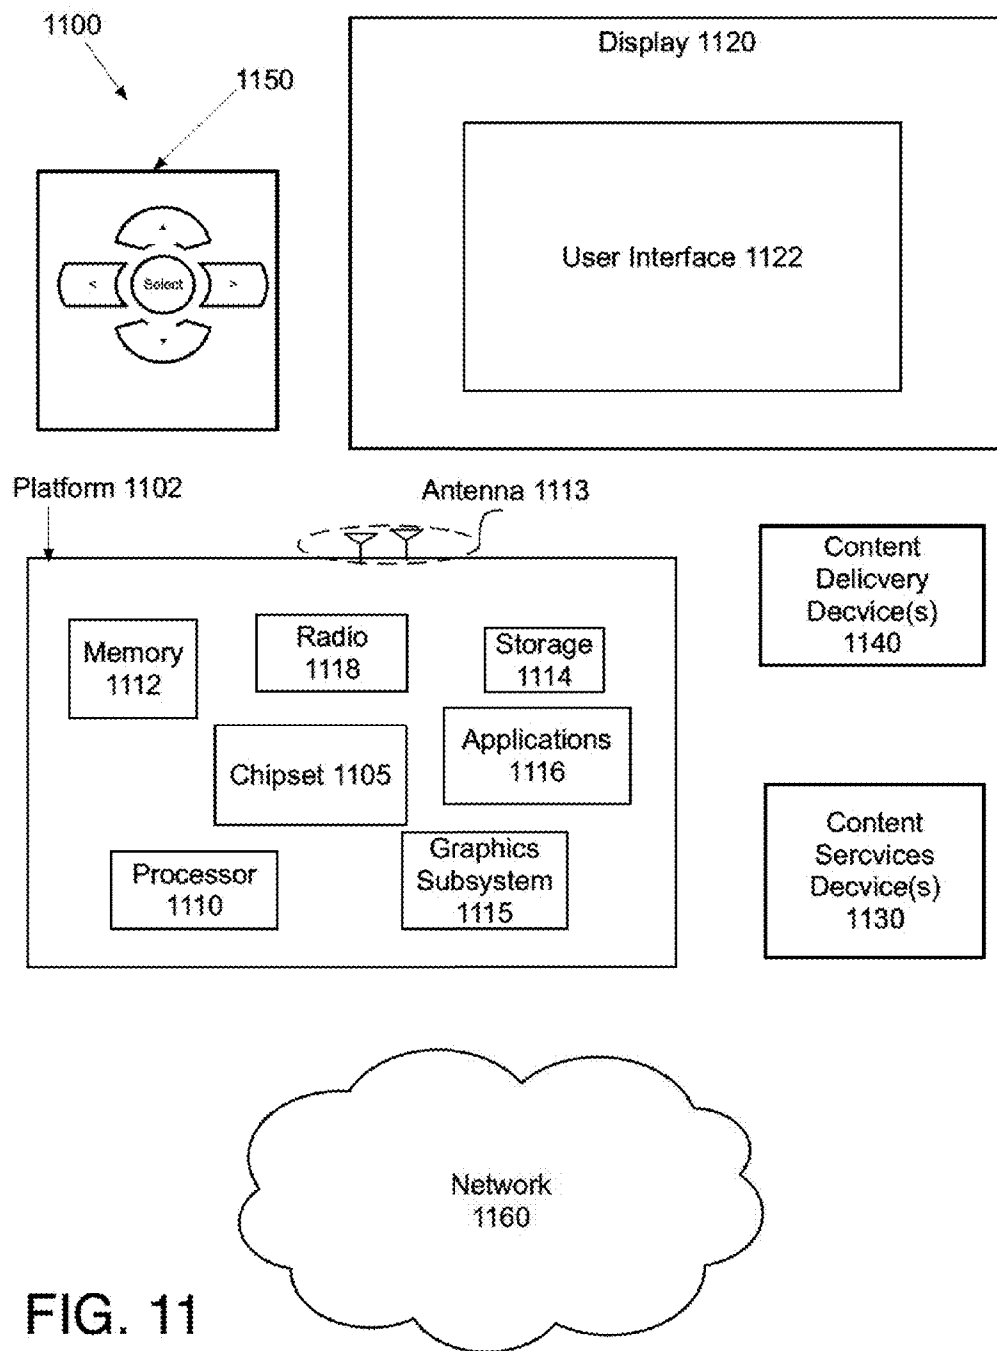 1100
1150
Display 1120
User Interface 1122
<
Select
>
Platform 1102
Antenna 1113
Memory
1112
Radio
1118
Storage
1114
Chipset 1105
Applications
1116
Processor
1110
Graphics
Subsystem
1115
Content
Delicvery
Decvice(s)
1140
Content
Sercvices
Decvice(s)
1130
Network
1160
FIG. 11